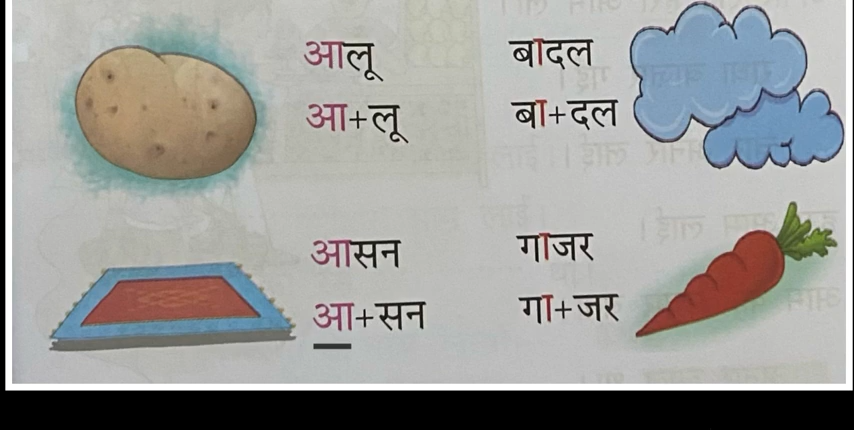 आलू
आ+लू
बादल
बा+दल
आसन
आ+सन
गाजर
गा+जर